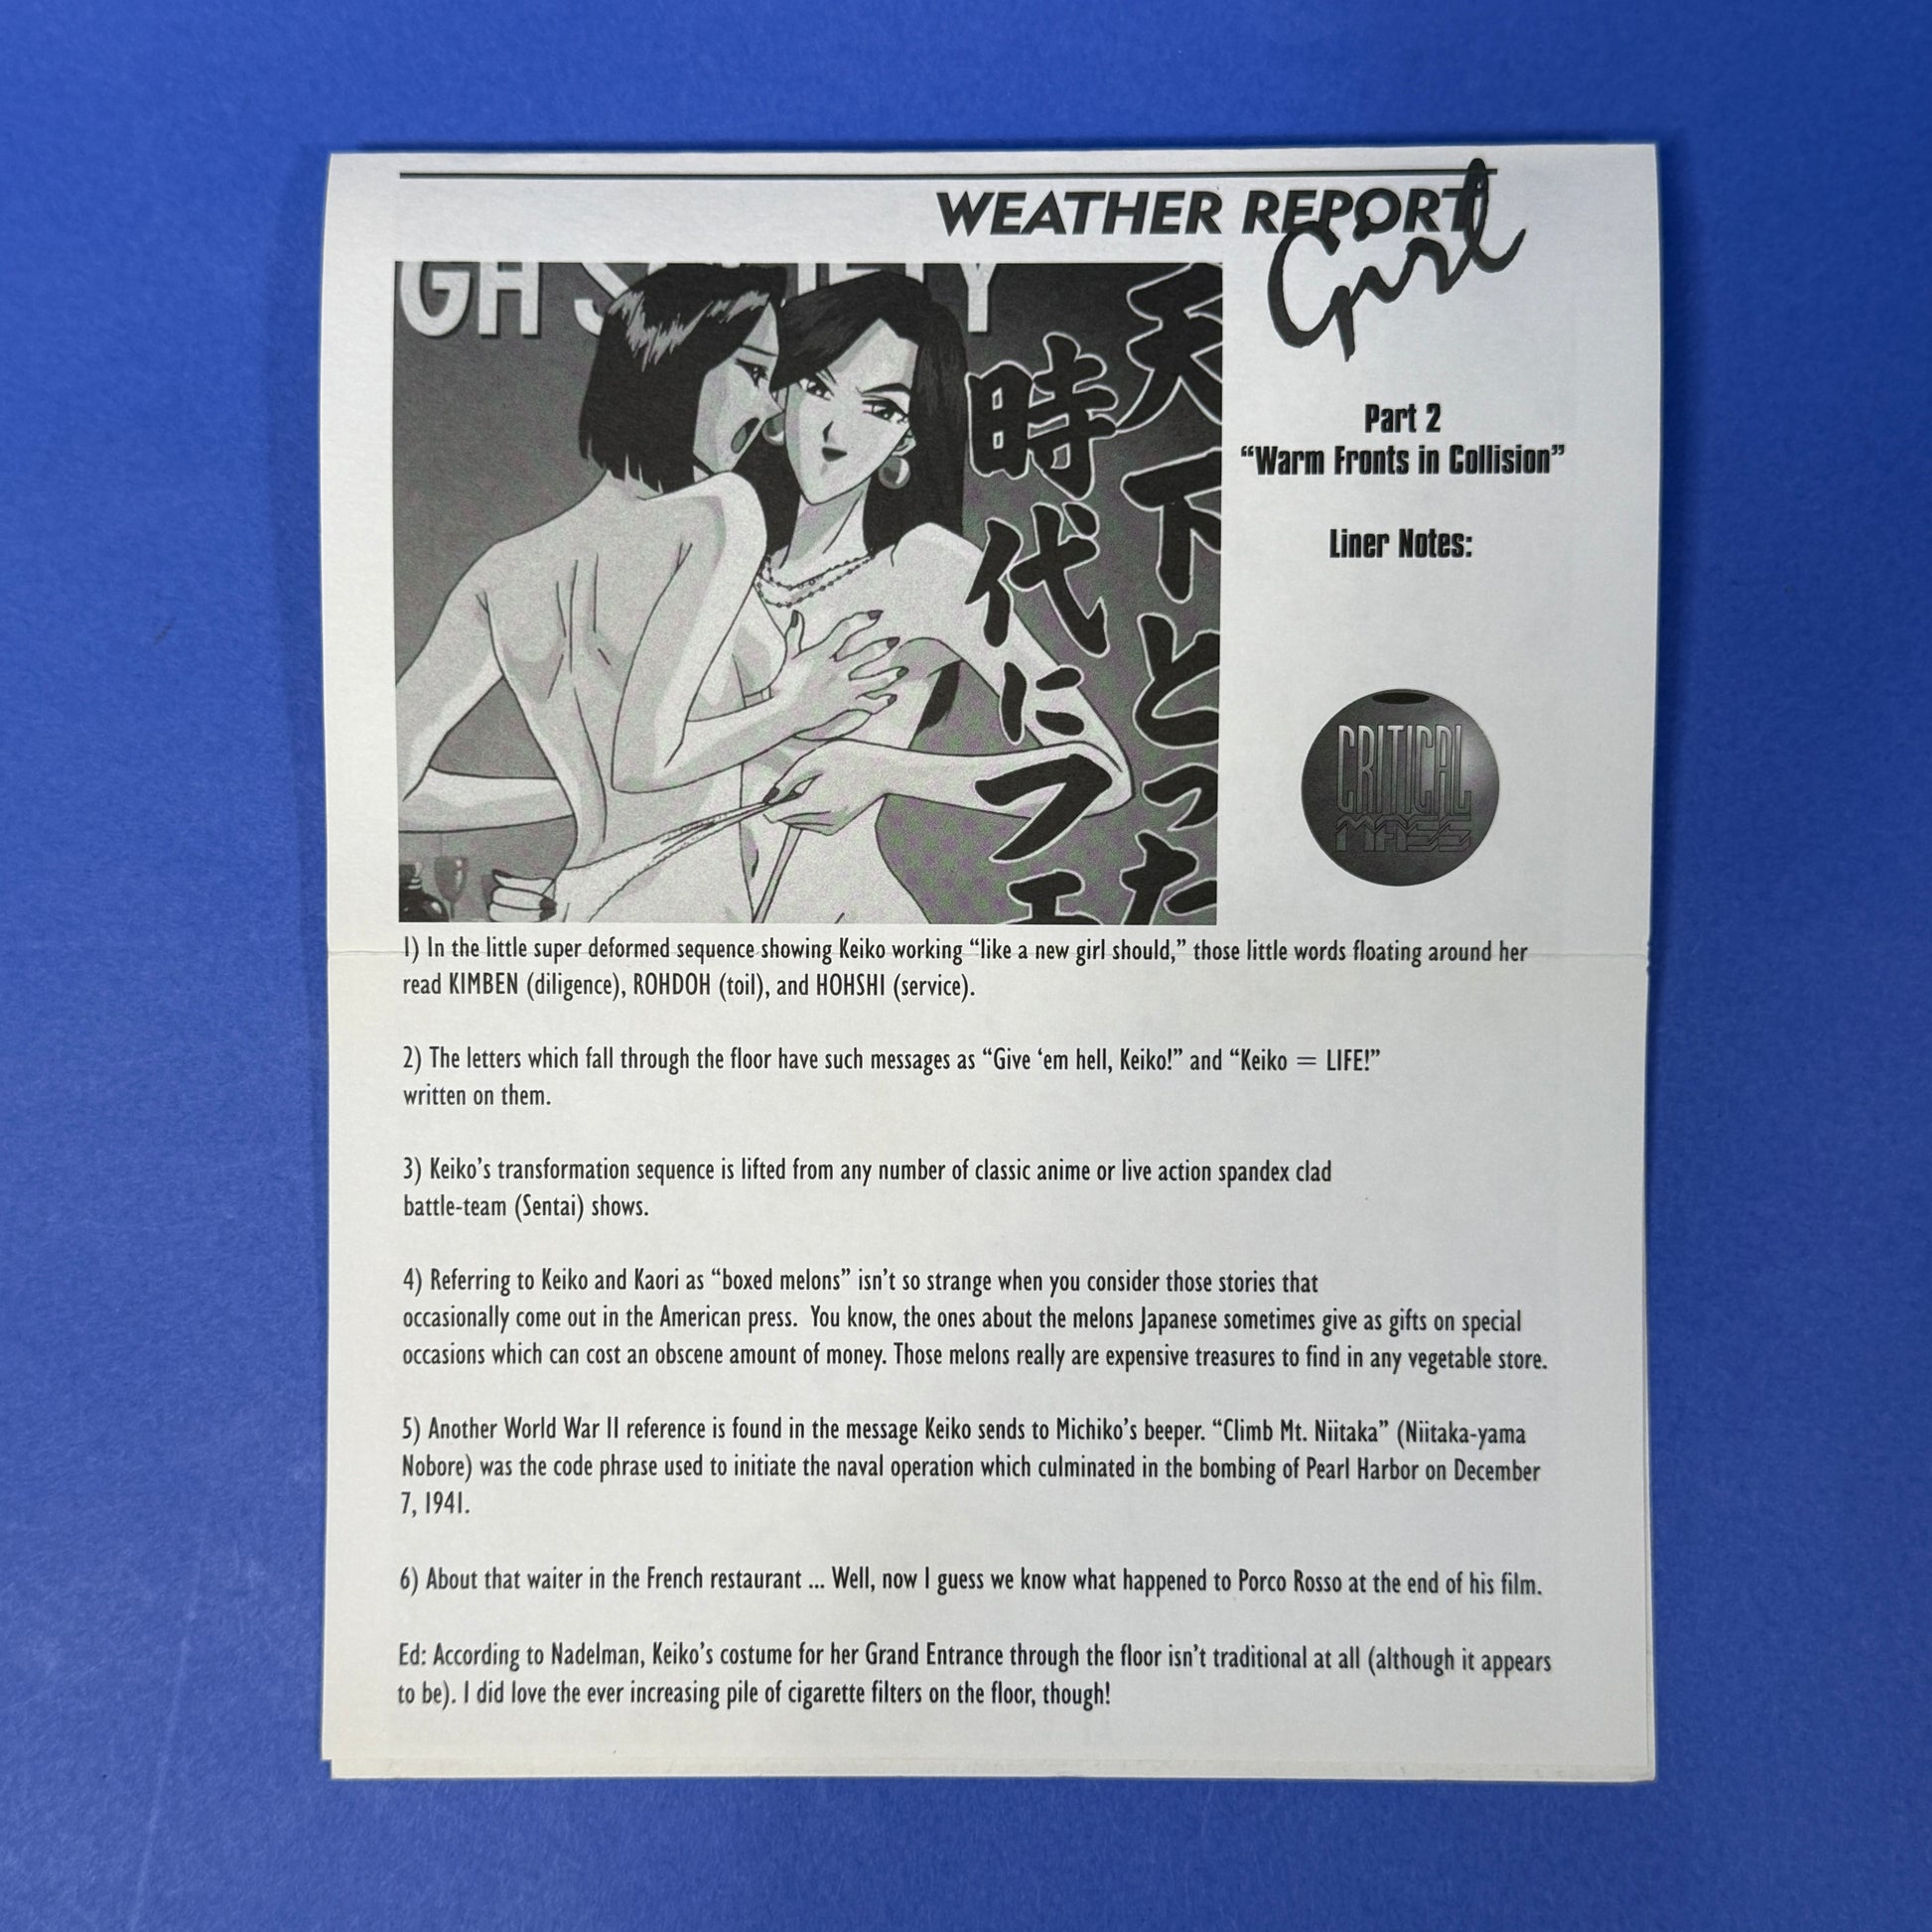 WEATHER REPORT
Girl
GH SOCIETY
天下とった
時代にフェ
Part 2
“Warm Fronts in Collision”
Liner Notes:
CRITICAL
MASS
1) In the little super deformed sequence showing Keiko working “like a new girl should,” those little words floating around her
read KIMBEN (diligence), ROHDOH (toil), and HOHSHI (service).
2) The letters which fall through the floor have such messages as “Give ‘em hell, Keiko!” and “Keiko = LIFE!”
written on them.
3) Keiko’s transformation sequence is lifted from any number of classic anime or live action spandex clad
battle-team (Sentai) shows.
4) Referring to Keiko and Kaori as “boxed melons” isn’t so strange when you consider those stories that
occasionally come out in the American press.  You know, the ones about the melons Japanese sometimes give as gifts on special
occasions which can cost an obscene amount of money. Those melons really are expensive treasures to find in any vegetable store.
5) Another World War II reference is found in the message Keiko sends to Michiko’s beeper. “Climb Mt. Niitaka” (Niitaka-yama
Nobore) was the code phrase used to initiate the naval operation which culminated in the bombing of Pearl Harbor on December
7, 1941.
6) About that waiter in the French restaurant ... Well, now I guess we know what happened to Porco Rosso at the end of his film.
Ed: According to Nadelman, Keiko’s costume for her Grand Entrance through the floor isn’t traditional at all (although it appears
to be). I did love the ever increasing pile of cigarette filters on the floor, though!